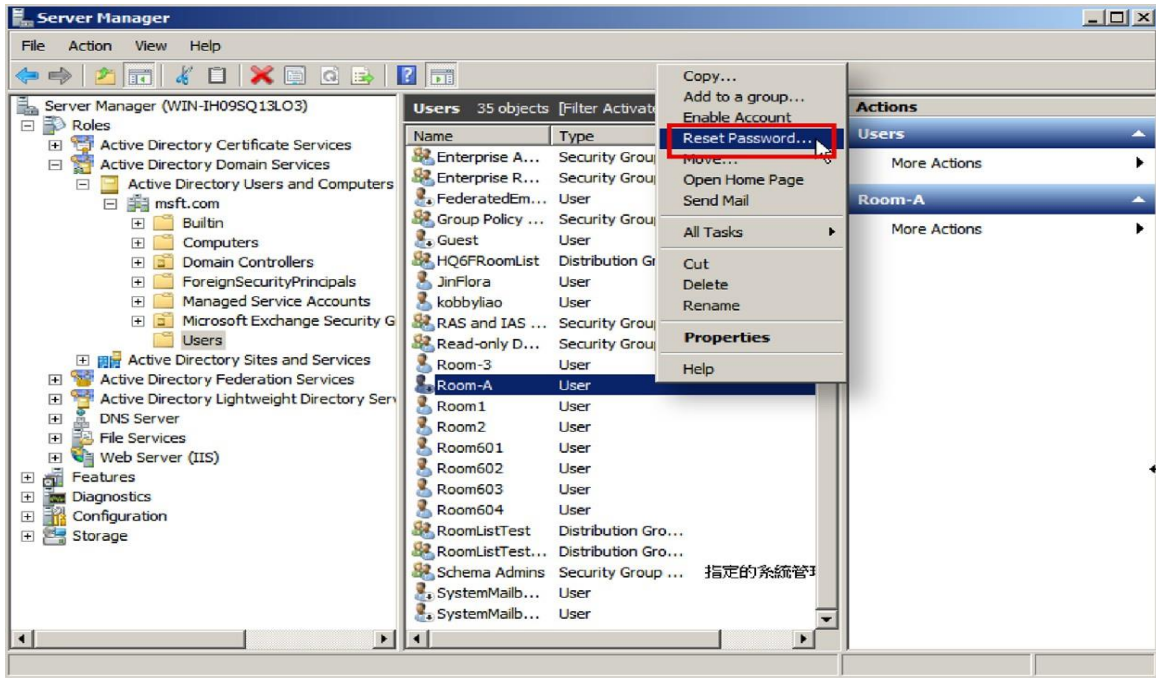 Server Manager
File Action View Help
Server Manager (WIN-IH09SQ13LO3)
Roles
Active Directory Certificate Services
Active Directory Domain Services
Active Directory Users and Computers
msft.com
Builtin
Computers
Domain Controllers
ForeignSecurityPrincipals
Managed Service Accounts
Microsoft Exchange Security G
Users
Active Directory Sites and Services
Active Directory Federation Services
Active Directory Lightweight Directory Serv
DNS Server
File Services
Web Server (IIS)
Features
Diagnostics
Configuration
Storage
Users 35 objects [Filter Activate
Name Type
Enterprise A... Security Grou
Enterprise R... Security Grou
FederatedEm... User
Group Policy ... Security Grou
Guest User
HQ6FRoomList Distribution Gr
JinFlora User
kobbyliao User
RAS and IAS ... Security Grou
Read-only D... Security Grou
Room-3 User
Room-A User
Room1 User
Room2 User
Room601 User
Room602 User
Room603 User
Room604 User
RoomListTest Distribution Gro...
RoomListTest... Distribution Gro...
Schema Admins Security Group ... 指定的系統管理
SystemMailb... User
SystemMailb... User
Copy...
Add to a group...
Enable Account
Reset Password...
Move...
Open Home Page
Send Mail
All Tasks
Cut
Delete
Rename
Properties
Help
Actions
Users
More Actions
Room-A
More Actions